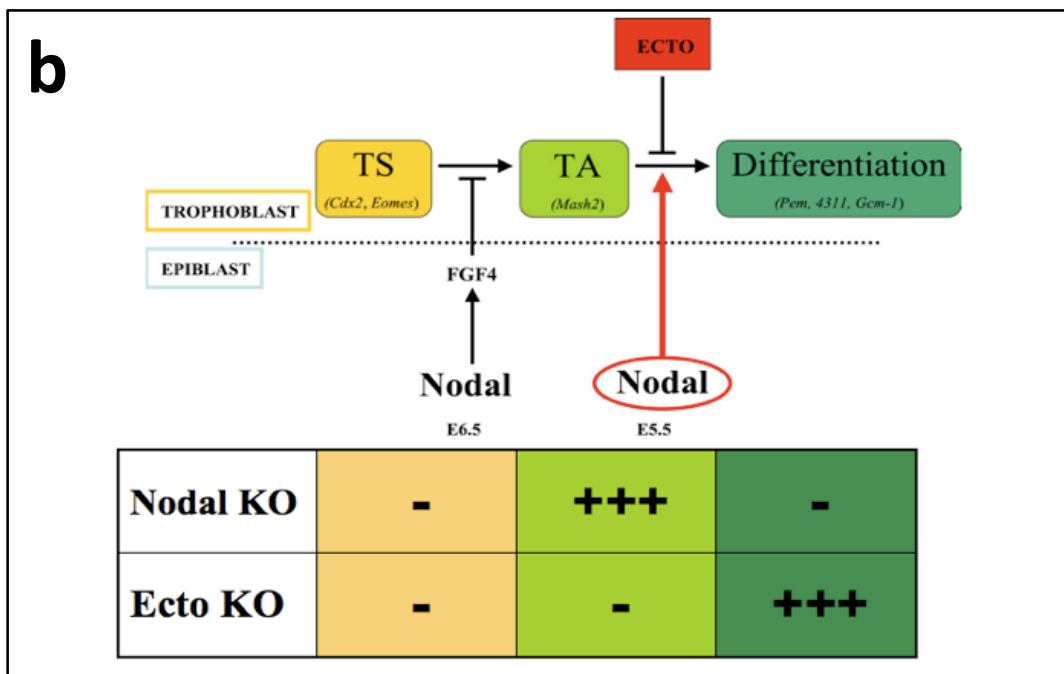 b
ECTO
TS
(Cdx2, Eomes)
TA
(Mash2)
Differentiation
(Pem, 4311, Gcm-1)
TROPHOBLAST
EPIBLAST
FGF4
Nodal
Nodal
E6.5
E5.5
Nodal KO - +++ -
Ecto KO - - +++